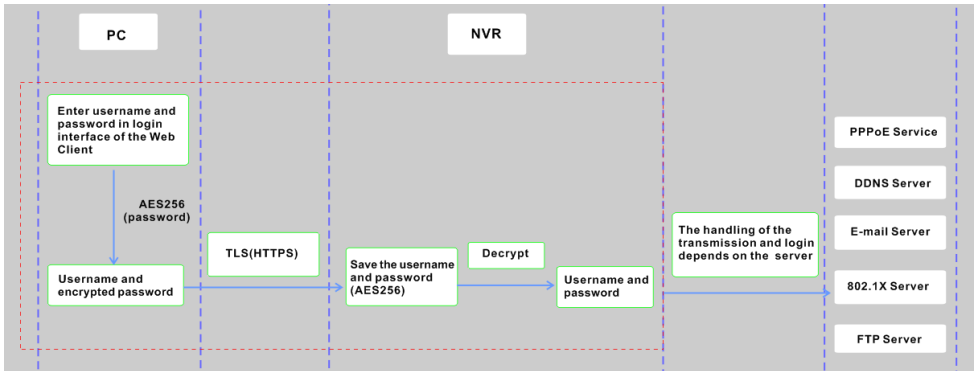 PC
NVR
Enter username and
password in login
interface of the Web
Client
AES256
(password)
Username and
encrypted password
TLS(HTTPS)
Save the username
and password
(AES256)
Decrypt
Username and
password
The handling of the
transmission and login
depends on the server
PPPoE Service
DDNS Server
E-mail Server
802.1X Server
FTP Server